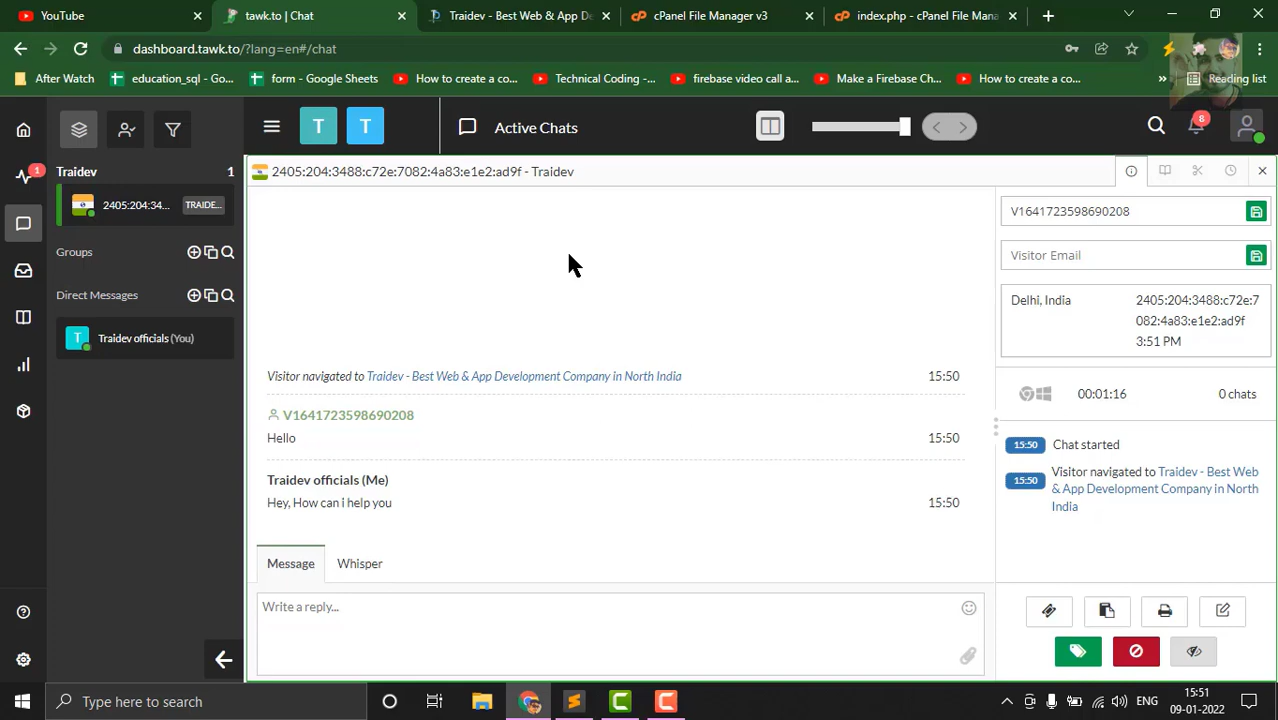 YouTube
tawk.to | Chat
Traidev - Best Web & App De
cPanel File Manager v3
index.php - cPanel File Mana
dashboard.tawk.to/?lang=en#/chat
After Watch
education_sql - Go...
form - Google Sheets
How to create a co...
Technical Coding -...
firebase video call a...
Make a Firebase Ch...
How to create a co...
»
Reading list
T
T
Active Chats
8
1
Traidev
1
2405:204:34...
TRAIDE...
Groups
Direct Messages
T
Traidev officials (You)
2405:204:3488:c72e:7082:4a83:e1e2:ad9f - Traidev
Visitor navigated to Traidev - Best Web & App Development Company in North India
15:50
V1641723598690208
Hello
15:50
Traidev officials (Me)
Hey, How can i help you
15:50
Message
Whisper
Write a reply...
V1641723598690208
Visitor Email
Delhi, India
2405:204:3488:c72e:7
082:4a83:e1e2:ad9f
3:51 PM
00:01:16
0 chats
15:50
Chat started
15:50
Visitor navigated to Traidev - Best Web
& App Development Company in North
India
Type here to search
ENG
15:51
09-01-2022